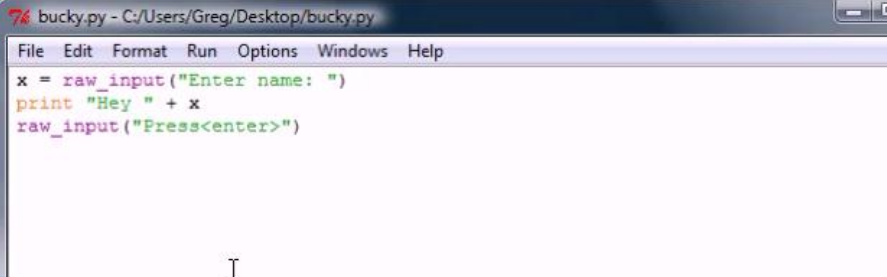 bucky.py - C:/Users/Greg/Desktop/bucky.py
File Edit Format Run Options Windows Help
x = raw_input("Enter name: ")
print "Hey " + x
raw_input("Press<enter>")